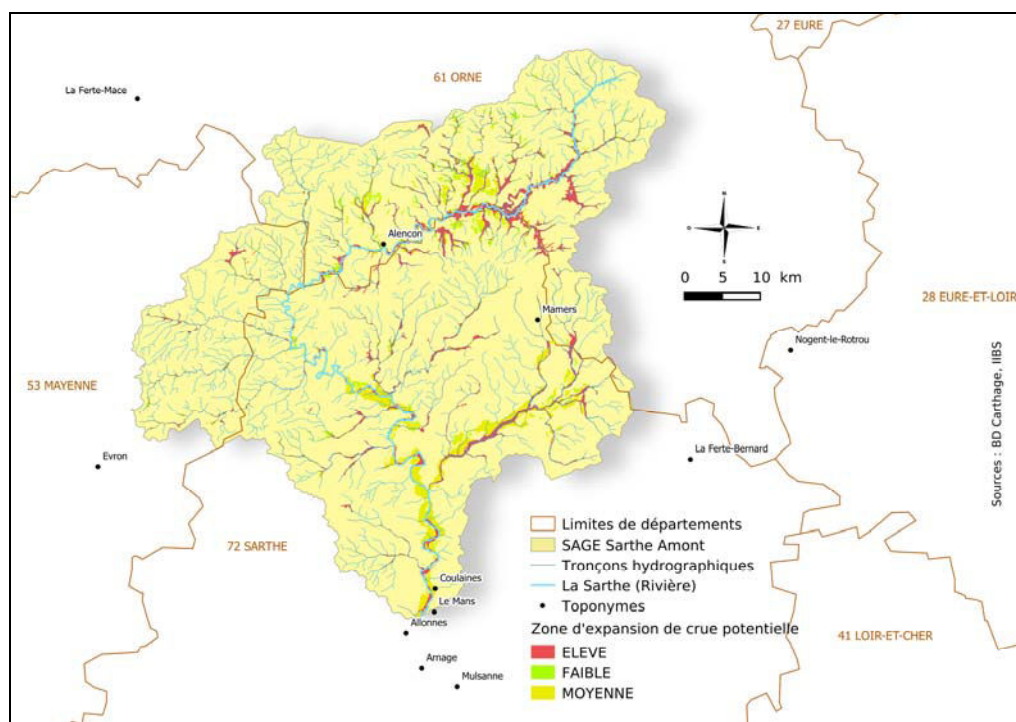 27 EURE
61 ORNE
La Ferte-Mace
N
O
E
S
Alencon
0 5 10 km
28 EURE-ET-LOIR
Mamers
Nogent-le-Rotrou
53 MAYENNE
Evron
La Ferte-Bernard
Sources : BD Carthage, IIBS
72 SARTHE
Limites de départements
SAGE Sarthe Amont
Tronçons hydrographiques
La Sarthe (Rivière)
Toponymes
Coulaines
Le Mans
Allonnes
Arnage
Mulsanne
Zone d'expansion de crue potentielle
ELEVE
FAIBLE
MOYENNE
41 LOIR-ET-CHER